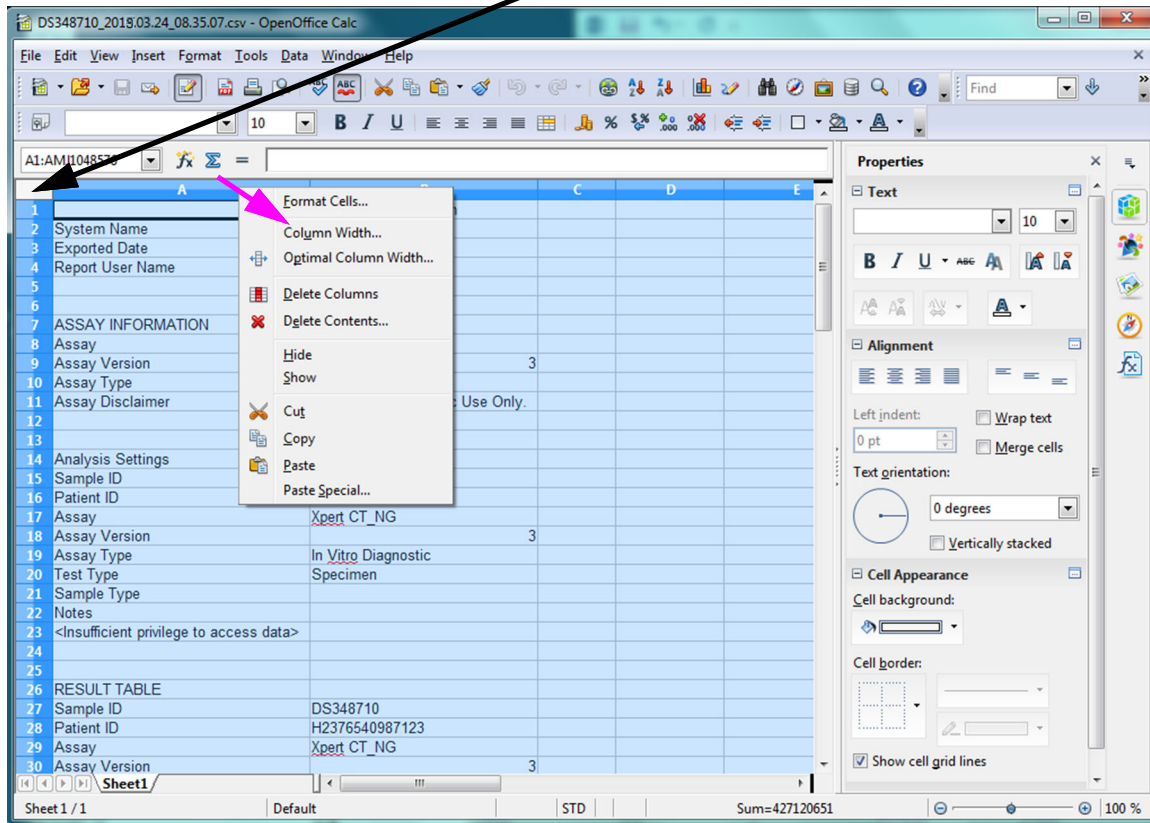 DS348710_2018.03.24_08.35.07.csv - OpenOffice Calc
File Edit View Insert Format Tools Data Window Help
ABC Find
10 B I U
A1:AMJ1048576
A C D E
1
2 System Name
3 Exported Date
4 Report User Name
5
6
7 ASSAY INFORMATION
8 Assay
9 Assay Version 3
10 Assay Type
11 Assay Disclaimer c Use Only.
12
13
14 Analysis Settings
15 Sample ID
16 Patient ID
17 Assay Xpert CT_NG
18 Assay Version 3
19 Assay Type In Vitro Diagnostic
20 Test Type Specimen
21 Sample Type
22 Notes
23 <Insufficient privilege to access data>
24
25
26 RESULT TABLE
27 Sample ID DS348710
28 Patient ID H2376540987123
29 Assay Xpert CT_NG
30 Assay Version 3
Format Cells...
Column Width...
Optimal Column Width...
Delete Columns
Delete Contents...
Hide
Show
Cut
Copy
Paste
Paste Special...
Properties
Text
10
B I U ABC
Alignment
Left indent:
0 pt
Wrap text
Merge cells
Text orientation:
0 degrees
Vertically stacked
Cell Appearance
Cell background:
Cell border:
Show cell grid lines
Sheet1
Sheet 1 / 1 Default STD Sum=427120651 100 %